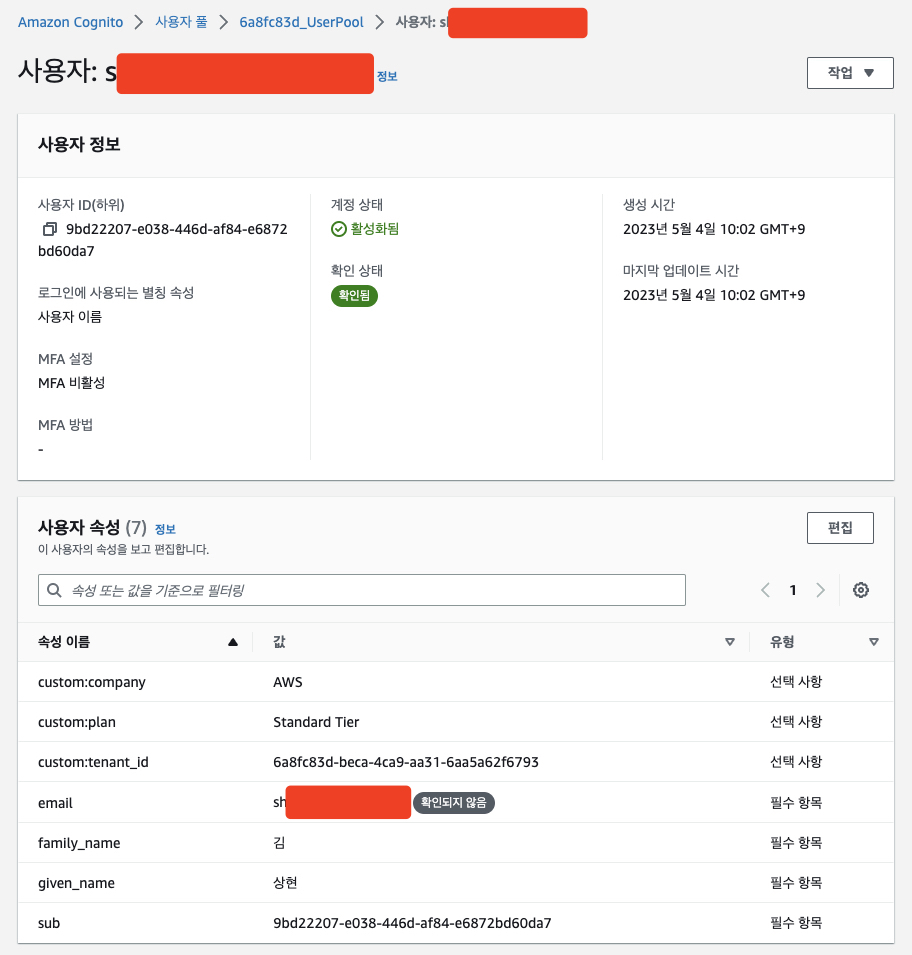 Amazon Cognito > 사용자 풀 > 6a8fc83d_UserPool > 사용자: s
사용자: s 정보
작업 ▼
사용자 정보
사용자 ID(하위)
9bd22207-e038-446d-af84-e6872
bd60da7
로그인에 사용되는 별칭 속성
사용자 이름
MFA 설정
MFA 비활성
MFA 방법
-
계정 상태
활성화됨
확인 상태
확인됨
생성 시간
2023년 5월 4일 10:02 GMT+9
마지막 업데이트 시간
2023년 5월 4일 10:02 GMT+9
사용자 속성 (7) 정보
편집
이 사용자의 속성을 보고 편집합니다.
속성 또는 값을 기준으로 필터링
< 1 >
속성 이름 ▲ 값 ▽ 유형 ▽
custom:company AWS 선택 사항
custom:plan Standard Tier 선택 사항
custom:tenant_id 6a8fc83d-beca-4ca9-aa31-6aa5a62f6793 선택 사항
email sh 확인되지 않음 필수 항목
family_name 김 필수 항목
given_name 상현 필수 항목
sub 9bd22207-e038-446d-af84-e6872bd60da7 필수 항목